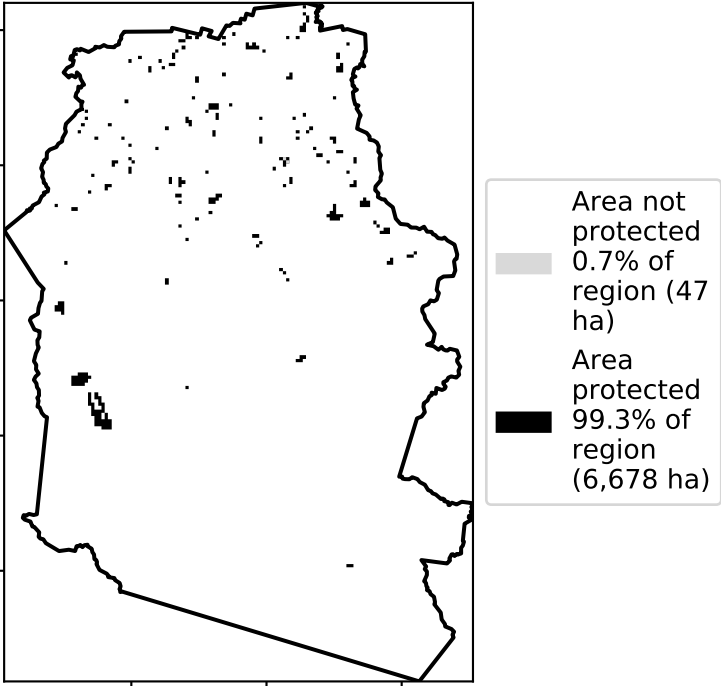 Area not
protected
0.7% of
region (47
ha)
Area
protected
99.3% of
region
(6,678 ha)